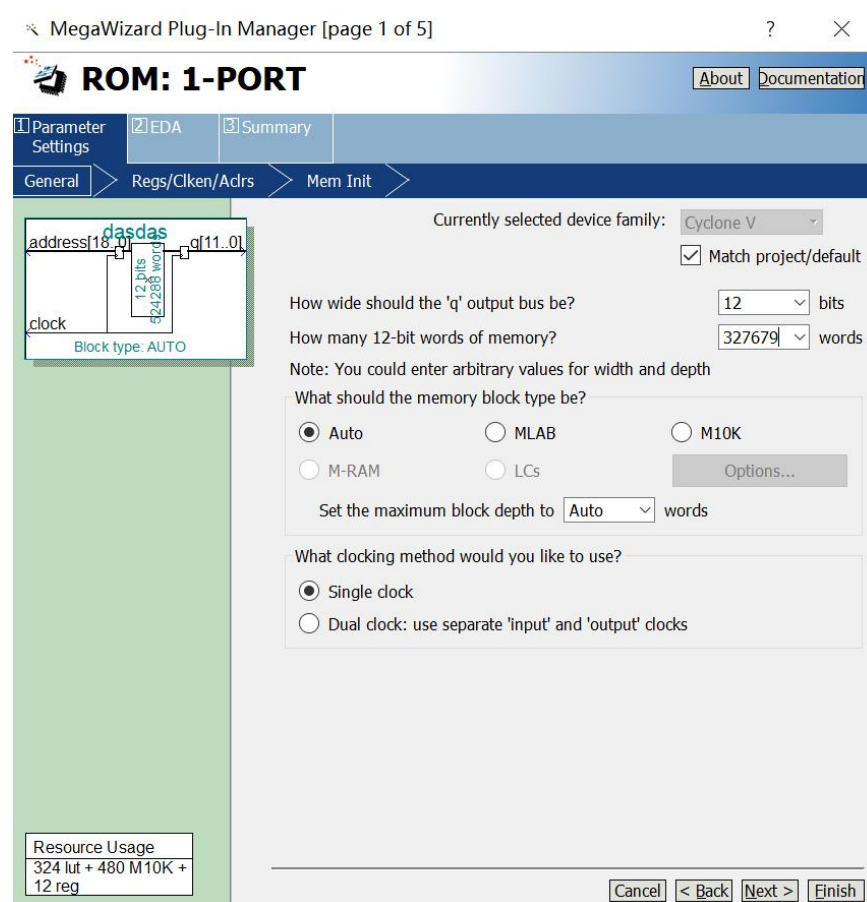 MegaWizard Plug-In Manager [page 1 of 5] ? ×
ROM: 1-PORT
About Documentation
1 Parameter Settings 2 EDA 3 Summary
General Regs/Clken/Aclrs Mem Init
dasdas
address[18..0] q[11..0]
12 bits
524288 words
clock
Block type: AUTO
Currently selected device family: Cyclone V
Match project/default
How wide should the 'q' output bus be? 12 bits
How many 12-bit words of memory? 327679 words
Note: You could enter arbitrary values for width and depth
What should the memory block type be?
Auto MLAB M10K
M-RAM LCs Options...
Set the maximum block depth to Auto words
What clocking method would you like to use?
Single clock
Dual clock: use separate 'input' and 'output' clocks
Resource Usage
324 lut + 480 M10K +
12 reg
Cancel < Back Next > Finish